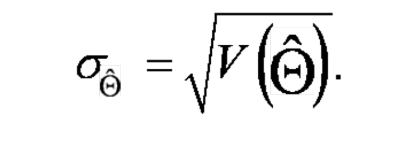 σ_Θ̂ = √V(Θ̂).